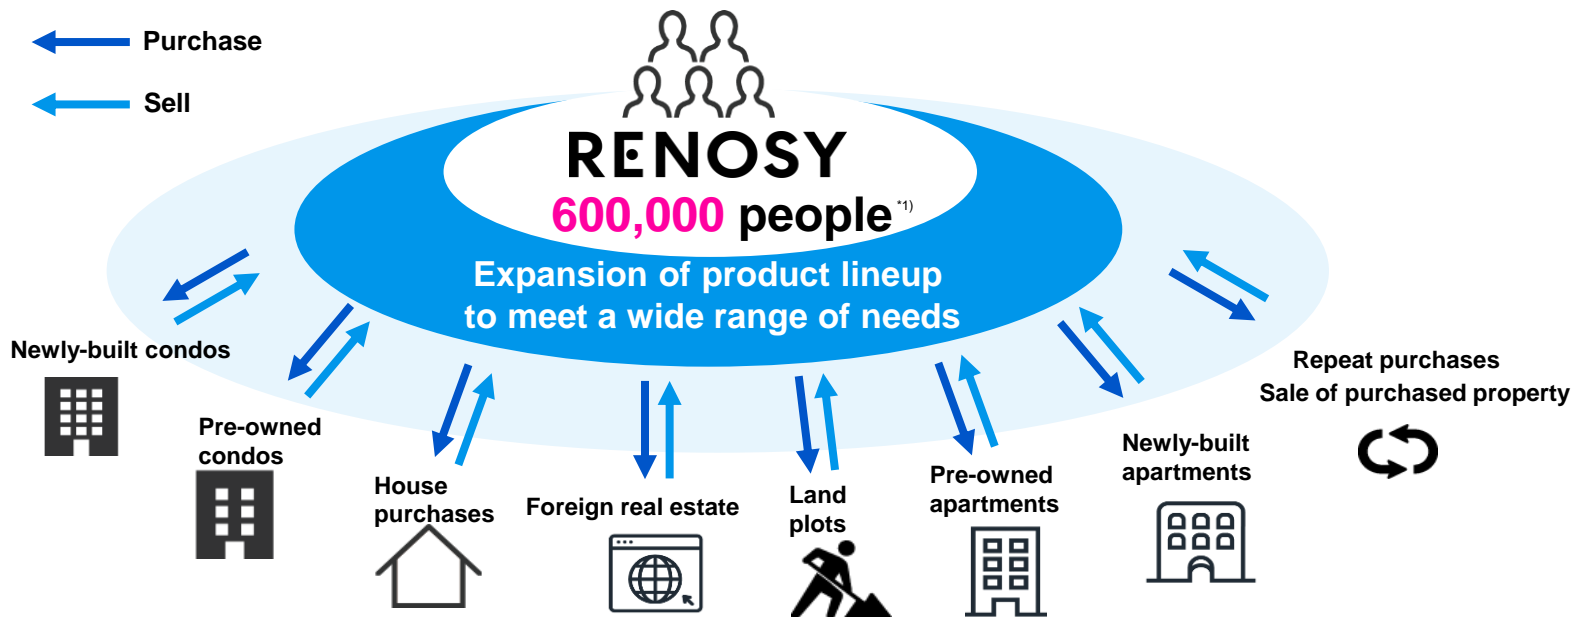 Purchase
Sell
RENOSY
600,000 people *1)
Expansion of product lineup
to meet a wide range of needs
Newly-built condos
Pre-owned
condos
House
purchases
Foreign real estate
Land
plots
Pre-owned
apartments
Newly-built
apartments
Repeat purchases
Sale of purchased property